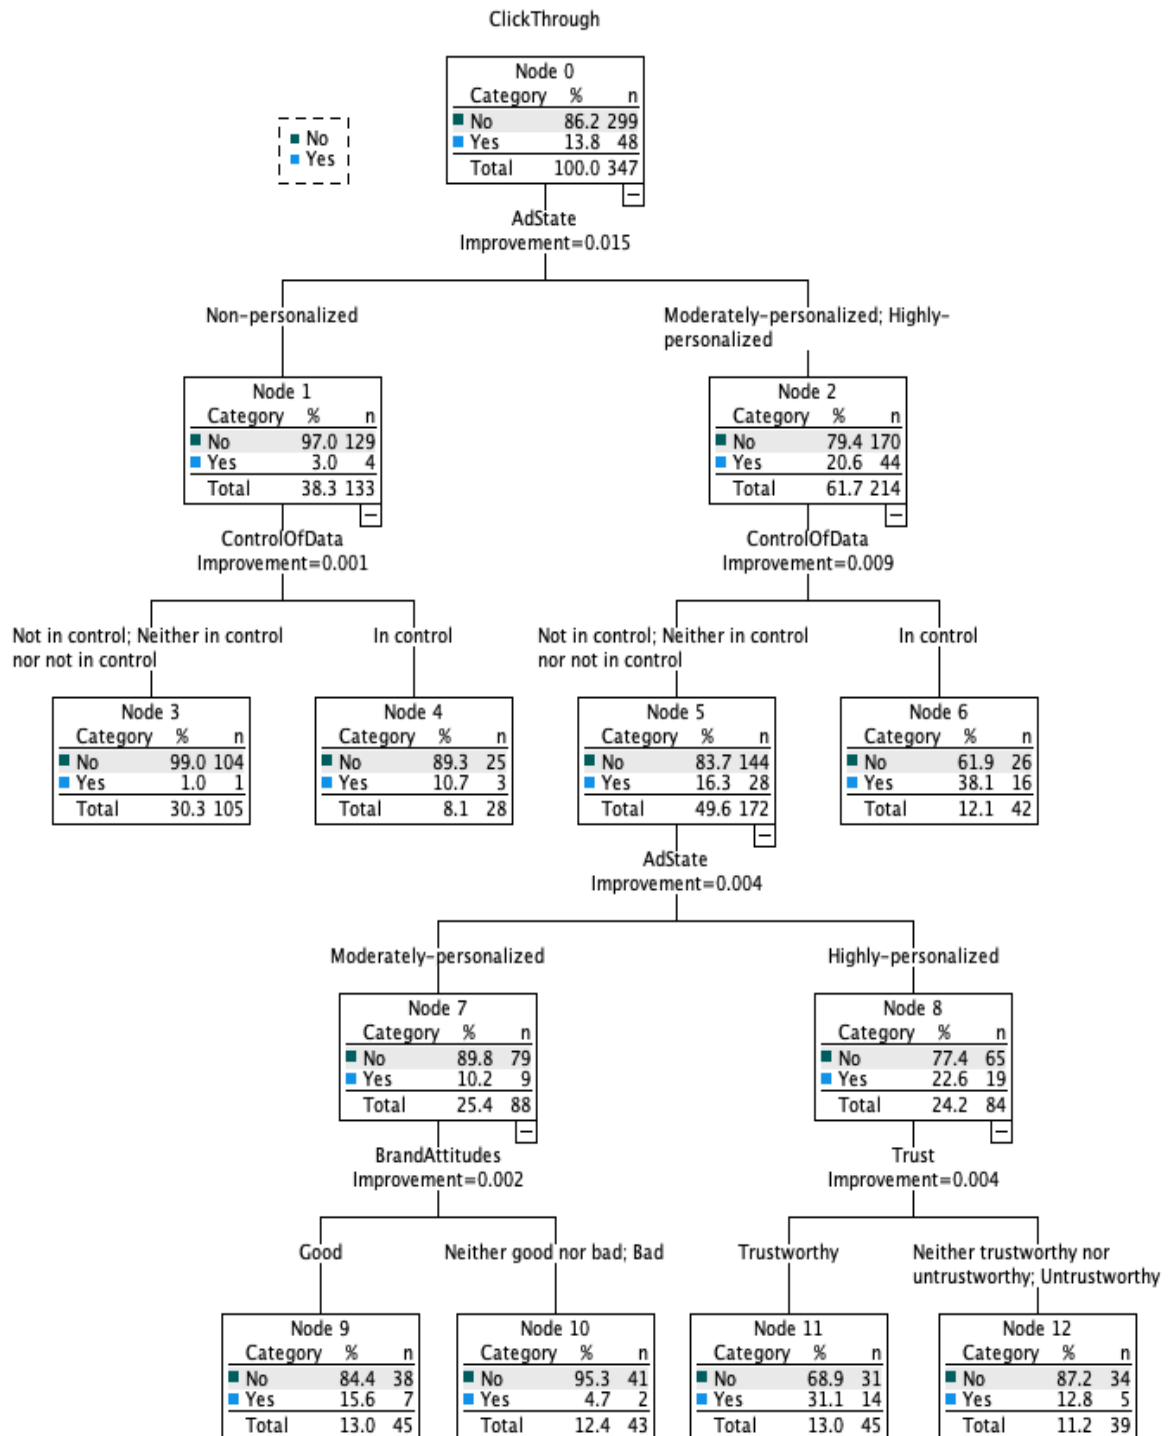 ClickThrough
Node 0
Category % n
No 86.2 299
Yes 13.8 48
Total 100.0 347
No
Yes
AdState
Improvement=0.015
Non-personalized
Moderately-personalized; Highly-
personalized
Node 1
Category % n
No 97.0 129
Yes 3.0 4
Total 38.3 133
Node 2
Category % n
No 79.4 170
Yes 20.6 44
Total 61.7 214
ControlOfData
Improvement=0.001
ControlOfData
Improvement=0.009
Not in control; Neither in control
nor not in control
In control
Not in control; Neither in control
nor not in control
In control
Node 3
Category % n
No 99.0 104
Yes 1.0 1
Total 30.3 105
Node 4
Category % n
No 89.3 25
Yes 10.7 3
Total 8.1 28
Node 5
Category % n
No 83.7 144
Yes 16.3 28
Total 49.6 172
Node 6
Category % n
No 61.9 26
Yes 38.1 16
Total 12.1 42
AdState
Improvement=0.004
Moderately-personalized
Highly-personalized
Node 7
Category % n
No 89.8 79
Yes 10.2 9
Total 25.4 88
Node 8
Category % n
No 77.4 65
Yes 22.6 19
Total 24.2 84
BrandAttitudes
Improvement=0.002
Trust
Improvement=0.004
Good
Neither good nor bad; Bad
Trustworthy
Neither trustworthy nor
untrustworthy; Untrustworthy
Node 9
Category % n
No 84.4 38
Yes 15.6 7
Total 13.0 45
Node 10
Category % n
No 95.3 41
Yes 4.7 2
Total 12.4 43
Node 11
Category % n
No 68.9 31
Yes 31.1 14
Total 13.0 45
Node 12
Category % n
No 87.2 34
Yes 12.8 5
Total 11.2 39